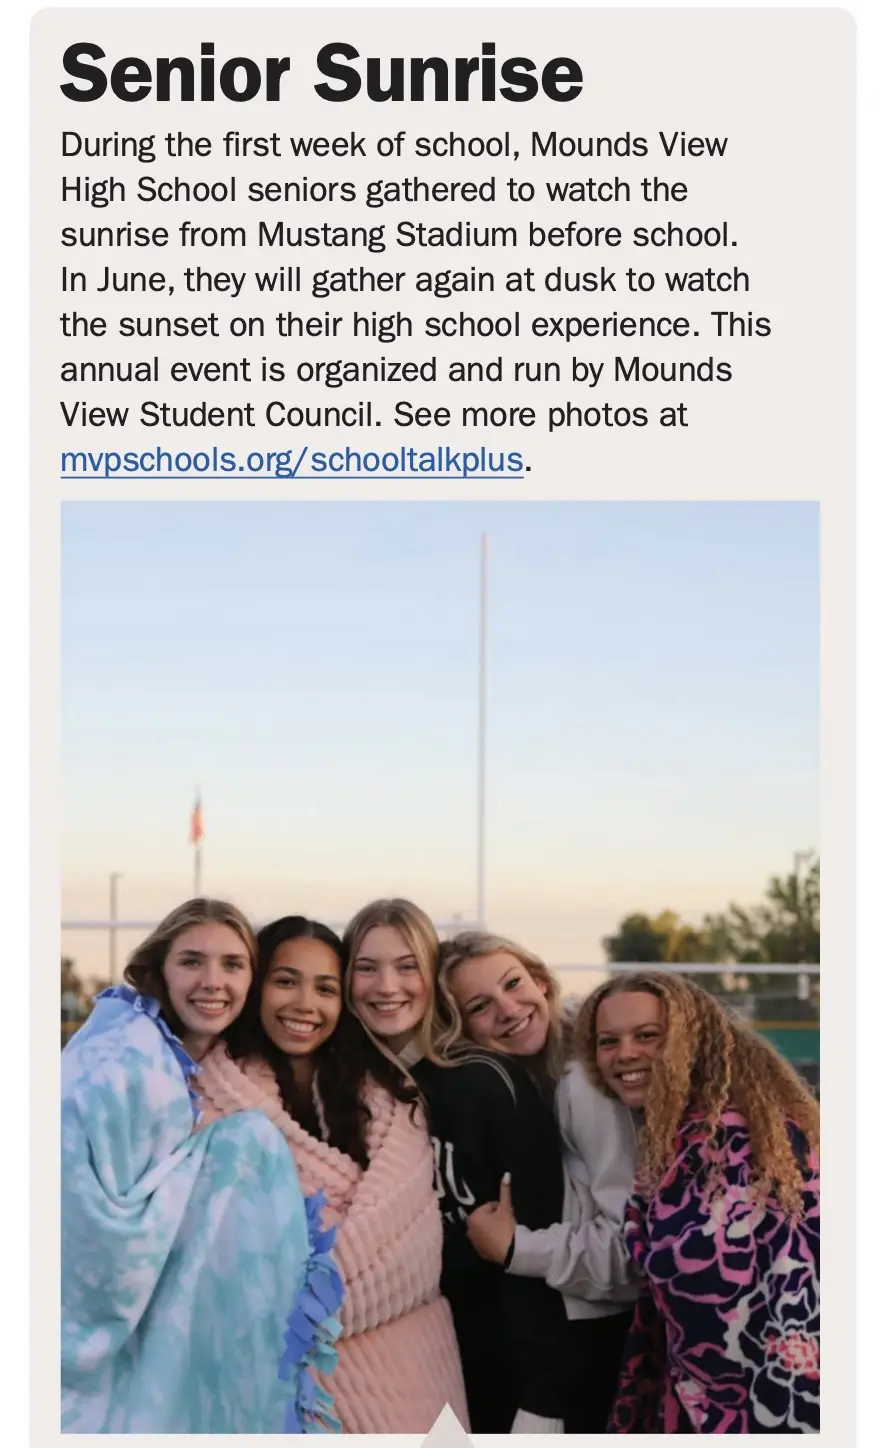 Senior Sunrise
During the first week of school, Mounds View
High School seniors gathered to watch the
sunrise from Mustang Stadium before school.
In June, they will gather again at dusk to watch
the sunset on their high school experience. This
annual event is organized and run by Mounds
View Student Council. See more photos at
mvpschools.org/schooltalkplus.